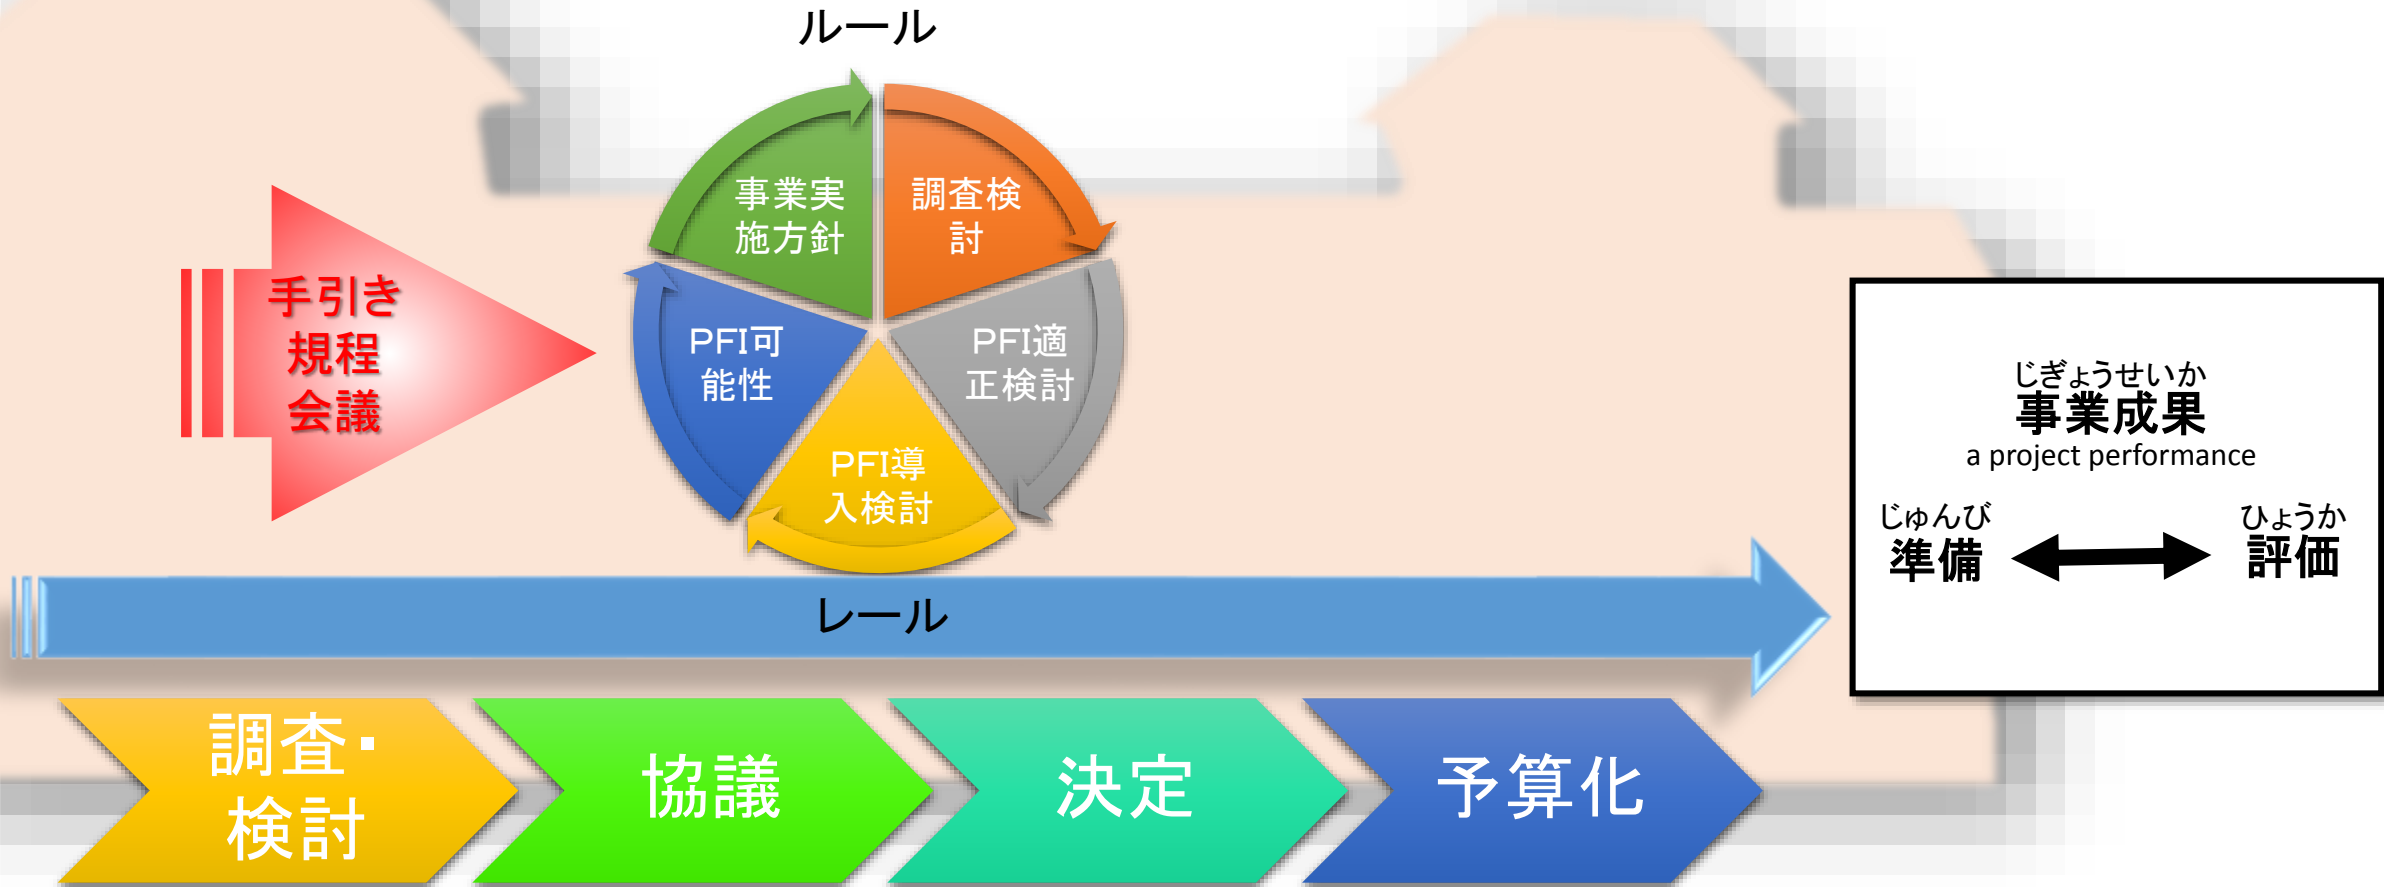 ルール
事業実
施方針
調査検
討
手引き
規程
会議
PFI可
能性
PFI適
正検討
PFI導
入検討
じぎょうせいか
事業成果
a project performance
じゅんび
準備
ひょうか
評価
レール
調査・
検討
協議
決定
予算化